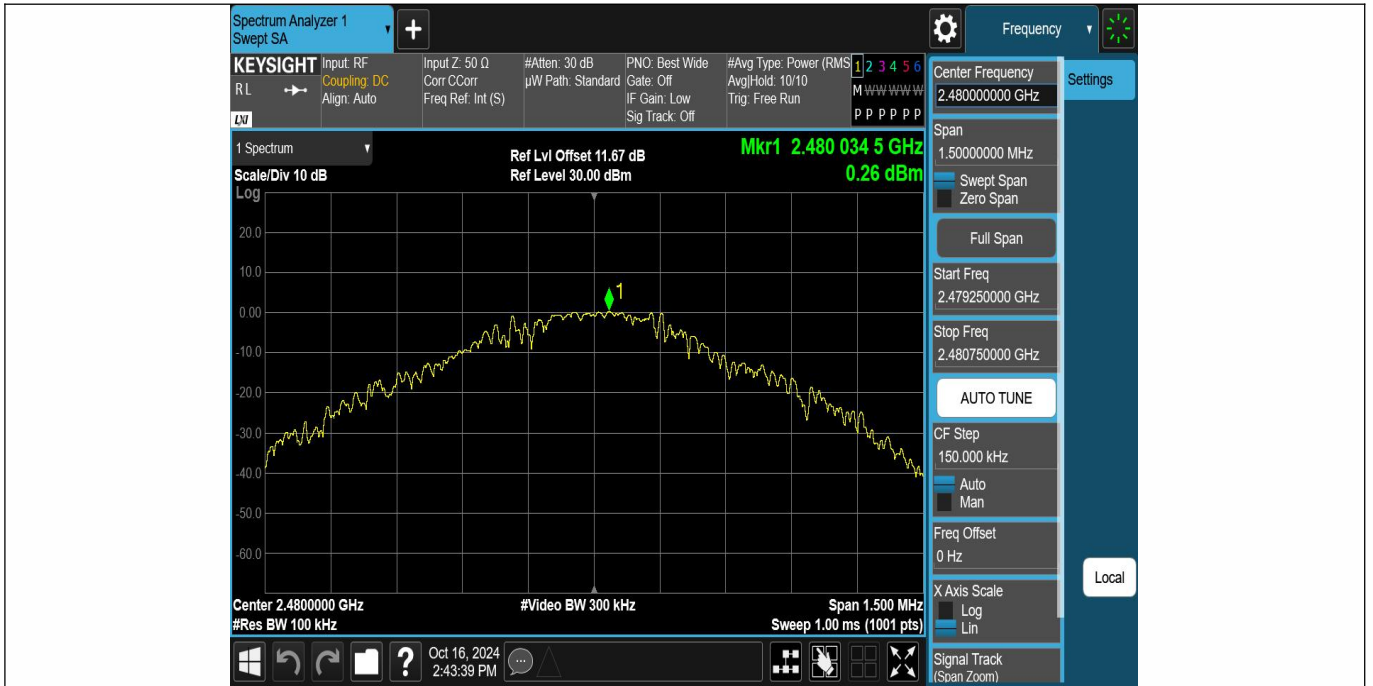 Spectrum Analyzer 1
Swept SA
+
Frequency
KEYSIGHT
RL
LXI
Input: RF
Coupling: DC
Align: Auto
Input Z: 50 Ω
Corr CCorr
Freq Ref: Int (S)
#Atten: 30 dB
µW Path: Standard
PNO: Best Wide
Gate: Off
IF Gain: Low
Sig Track: Off
#Avg Type: Power (RMS
Avg|Hold: 10/10
Trig: Free Run
1 2 3 4 5 6
M W W W W W
P P P P P P
1 Spectrum
Scale/Div 10 dB
Ref Lvl Offset 11.67 dB
Ref Level 30.00 dBm
Mkr1 2.480 034 5 GHz
0.26 dBm
Log
20.0
10.0
0.00
-10.0
-20.0
-30.0
-40.0
-50.0
-60.0
1
Center 2.4800000 GHz
#Res BW 100 kHz
#Video BW 300 kHz
Span 1.500 MHz
Sweep 1.00 ms (1001 pts)
Center Frequency
2.480000000 GHz
Settings
Span
1.50000000 MHz
Swept Span
Zero Span
Full Span
Start Freq
2.479250000 GHz
Stop Freq
2.480750000 GHz
AUTO TUNE
CF Step
150.000 kHz
Auto
Man
Freq Offset
0 Hz
X Axis Scale
Log
Lin
Local
Signal Track
(Span Zoom)
?
Oct 16, 2024
2:43:39 PM